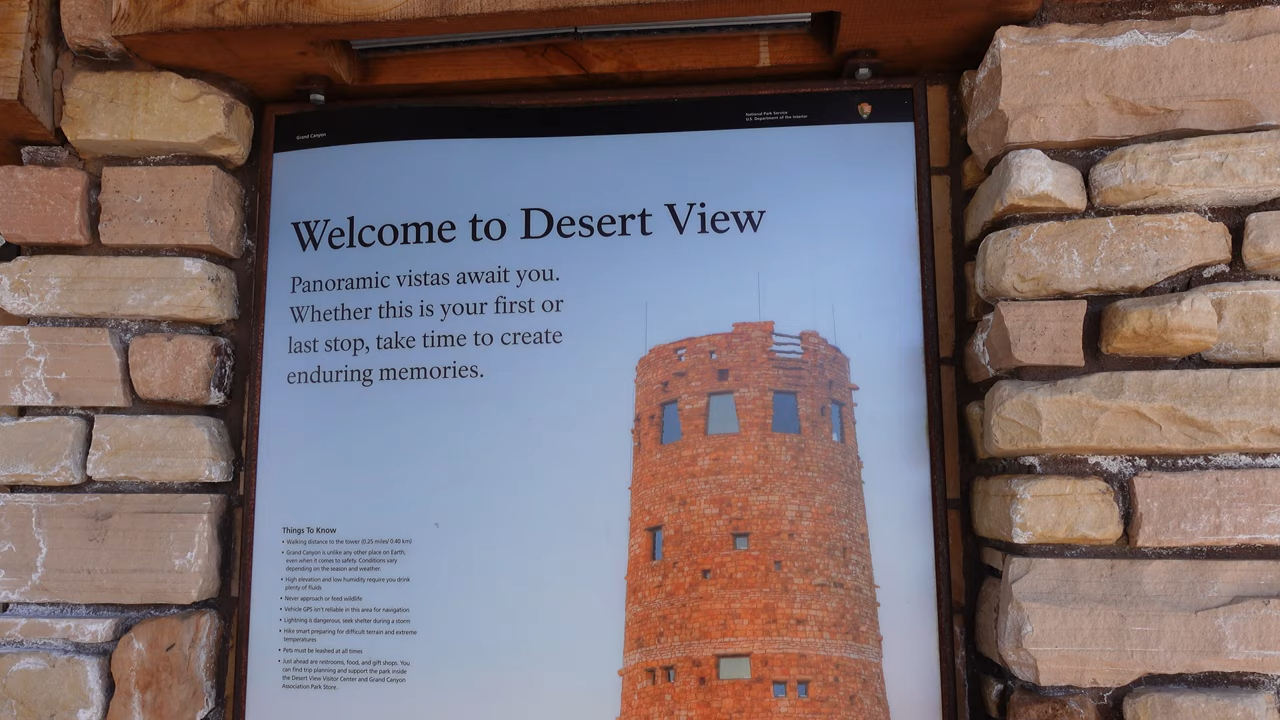 Grand Canyon
National Park Service
U.S. Department of the Interior
Welcome to Desert View
Panoramic vistas await you.
Whether this is your first or
last stop, take time to create
enduring memories.
Things To Know
• Walking distance to the tower (0.25 miles/ 0.40 km)
• Grand Canyon is unlike any other place on Earth,
even when it comes to safety. Conditions vary
depending on the season and weather.
• High elevation and low humidity require you drink
plenty of fluids
• Never approach or feed wildlife
• Vehicle GPS isn't reliable in this area for navigation
• Lightning is dangerous, seek shelter during a storm
• Hike smart preparing for difficult terrain and extreme
temperatures
• Pets must be leashed at all times
• Just ahead are restrooms, food, and gift shops. You
can find trip planning and support the park inside
the Desert View Visitor Center and Grand Canyon
Association Park Store.